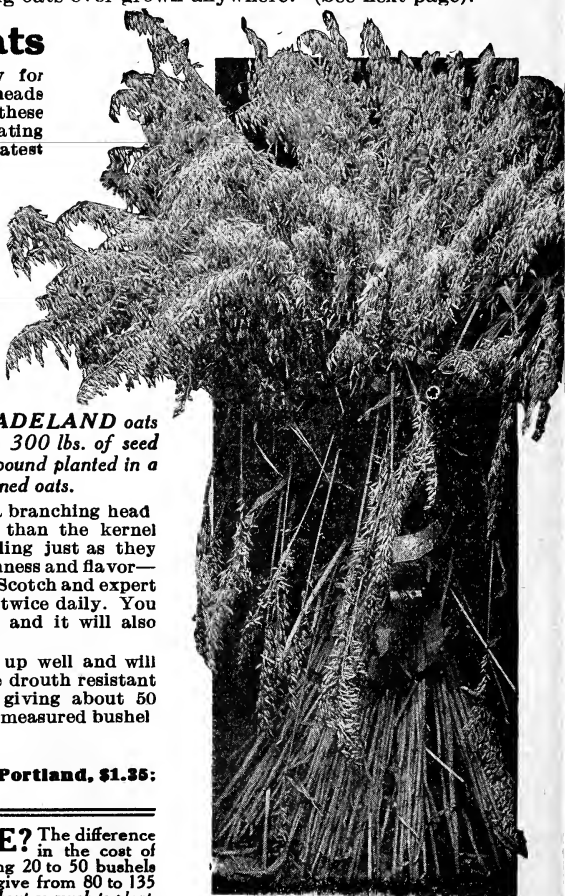 ng oats ever grown anywhere. (See next page).
ats
y for
heads
these
ating
atest
ADELAND oats
300 lbs. of seed
pound planted in a
ned oats.
branching head
than the kernel
ling just as they
nness and flavor—
Scotch and expert
twice daily. You
and it will also
up well and will
drouth resistant
giving about 50
measured bushel
Portland, $1.35:
E? The difference
in the cost of
ng 20 to 50 bushels
give from 80 to 135